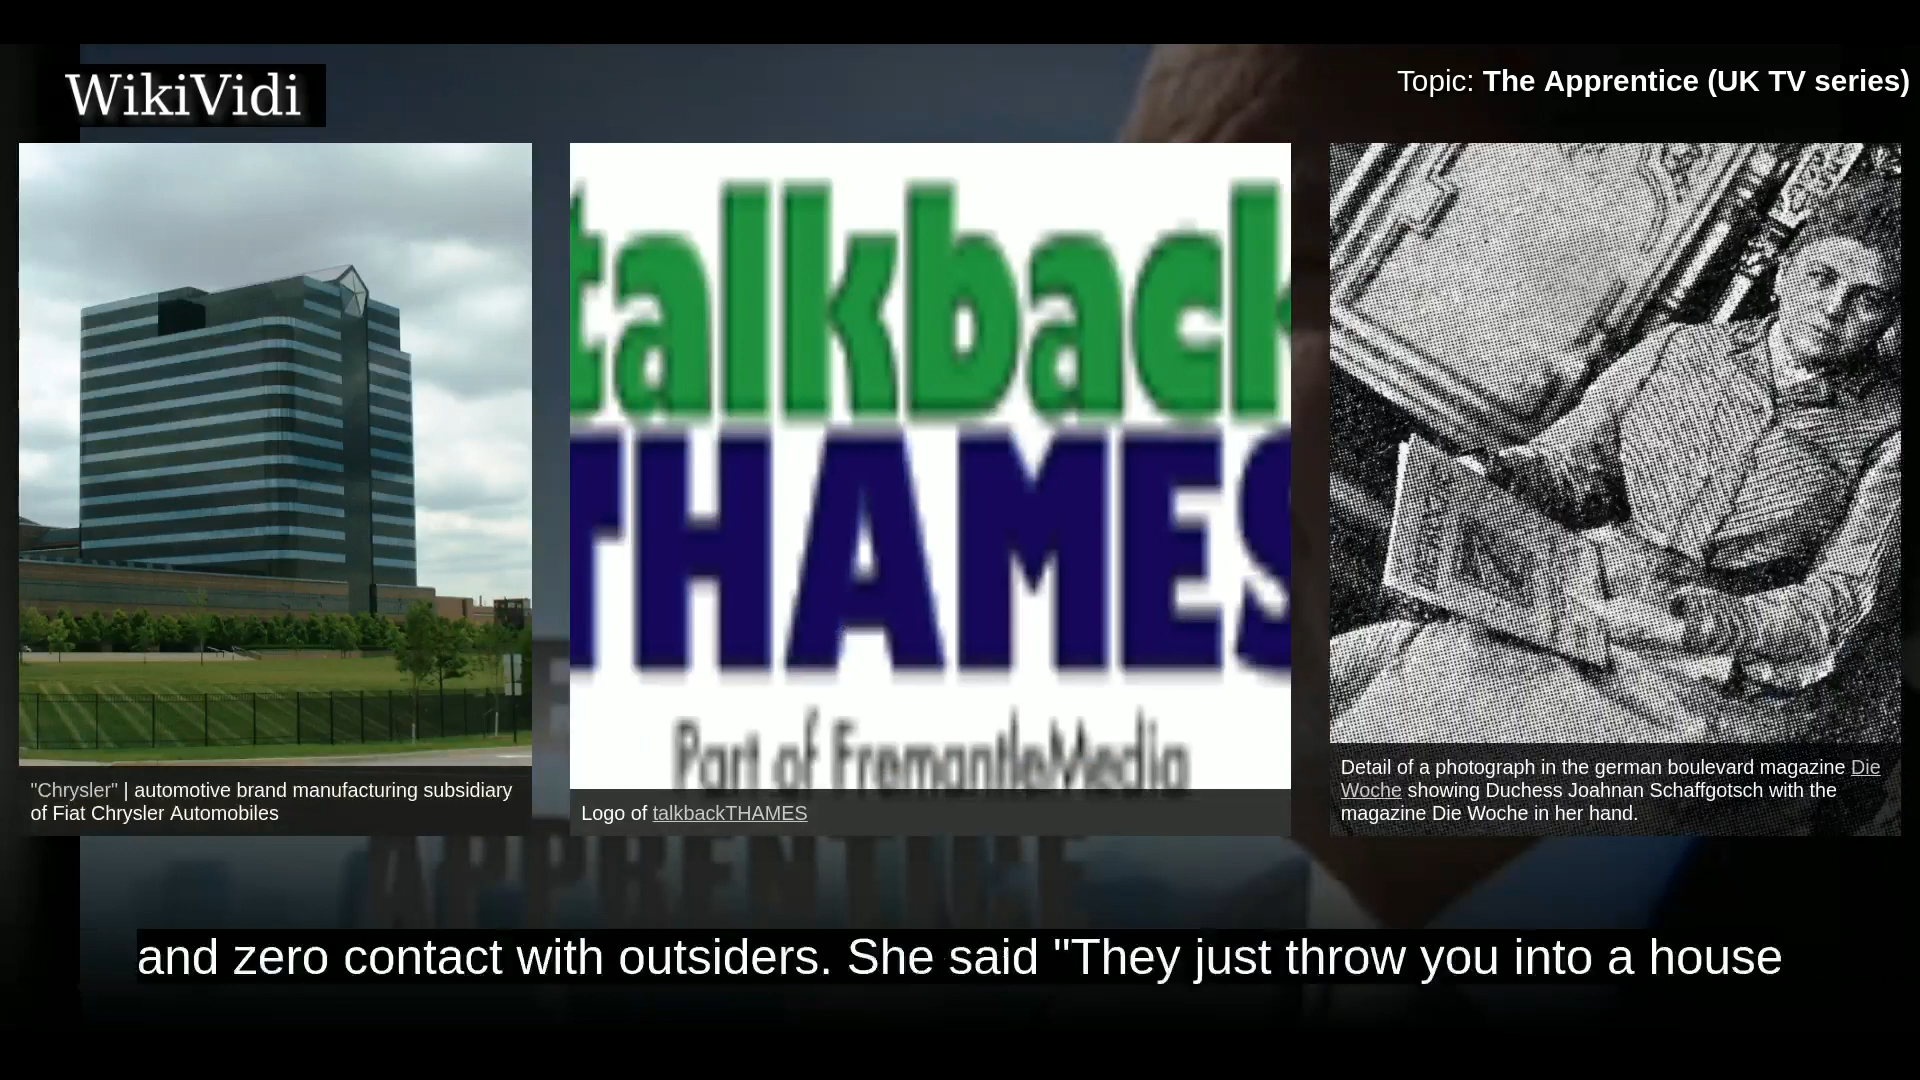 WikiVidi
Topic: The Apprentice (UK TV series)
talkback
THAMES
Part of FremantleMedia
"Chrysler" | automotive brand manufacturing subsidiary
of Fiat Chrysler Automobiles
Logo of talkbackTHAMES
Detail of a photograph in the german boulevard magazine Die
Woche showing Duchess Joahnan Schaffgotsch with the
magazine Die Woche in her hand.
APPRENTICE
and zero contact with outsiders. She said "They just throw you into a house